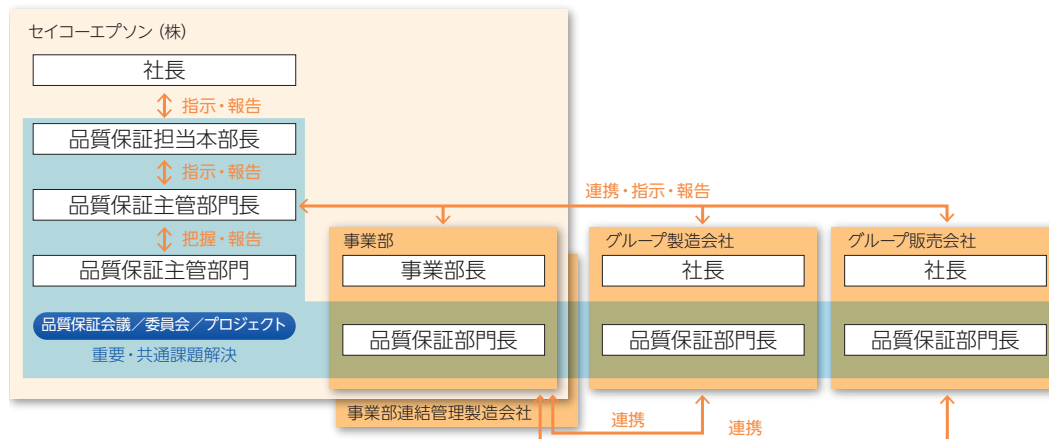 セイコーエプソン (株)
社長
指示・報告
品質保証担当本部長
指示・報告
品質保証主管部門長
把握・報告
品質保証主管部門
品質保証会議／委員会／プロジェクト
重要・共通課題解決
連携・指示・報告
事業部
事業部長
品質保証部門長
事業部連結管理製造会社
グループ製造会社
社長
品質保証部門長
グループ販売会社
社長
品質保証部門長
連携
連携